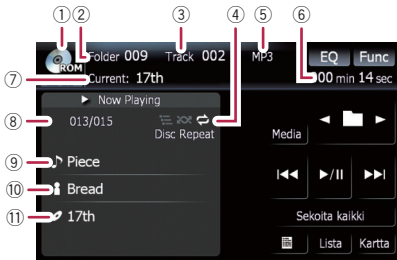 ① ② ③ ④ ⑤ ⑥
ROM Folder 009 Track 002 MP3 EQ Func
⑦ Current: 17th 000 min 14 sec
Now Playing
⑧ 013/015
Disc Repeat Media
⑨ Piece
⑩ Bread
Sekoita kaikki
⑪ 17th
Lista Kartta